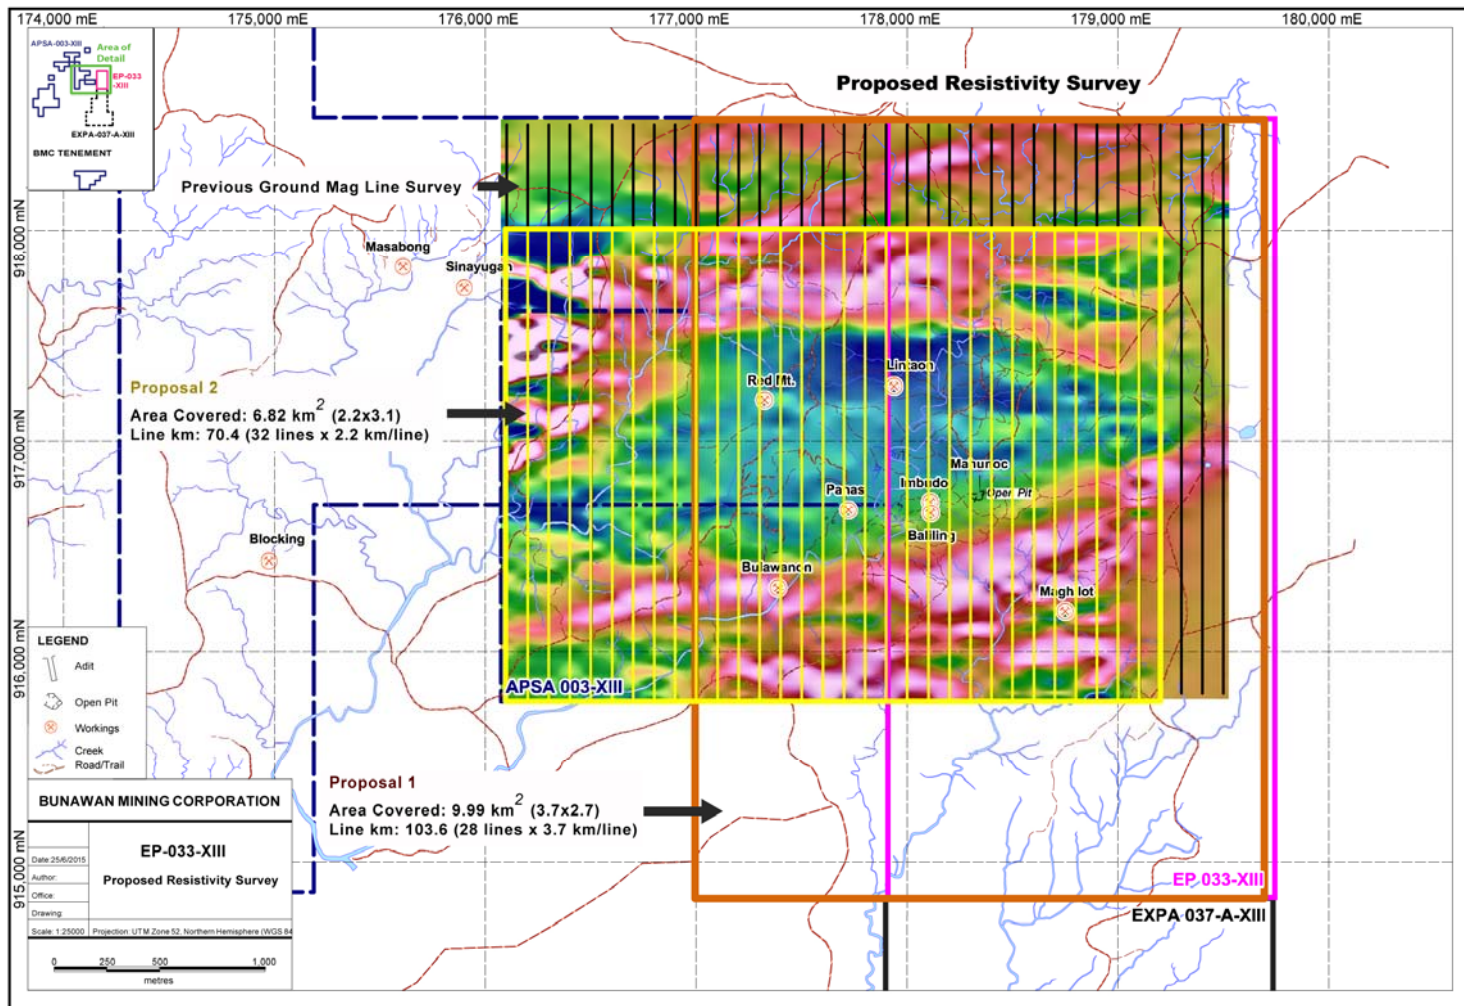 174,000 mE
175,000 mE
176,000 mE
177,000 mE
178,000 mE
179,000 mE
180,000 mE
APSA-003-XIII
Area of
Detail
EP-033
-XIII
EXPA-037-A-XIII
BMC TENEMENT
Proposed Resistivity Survey
Previous Ground Mag Line Survey
918,000 mN
Masabong
Sinayugan
Proposal 2
Area Covered: 6.82 km2 (2.2x3.1)
Line km: 70.4 (32 lines x 2.2 km/line)
Red Mt.
Lintaon
917,000 mN
Mahunoc
Panas
Imbudo
Open Pit
Baliling
Blocking
Bulawanon
Magh lot
916,000 mN
APSA 003-XIII
LEGEND
Adit
Open Pit
Workings
Creek
Road/Trail
Proposal 1
Area Covered: 9.99 km2 (3.7x2.7)
Line km: 103.6 (28 lines x 3.7 km/line)
915,000 mN
EP 033-XIII
EXPA 037-A-XIII
BUNAWAN MINING CORPORATION
EP-033-XIII
Proposed Resistivity Survey
Date:25/6/2015
Author:
Office:
Drawing:
Scale: 1:25000
Projection: UTM Zone 52, Northern Hemisphere (WGS 84
0 250 500 1,000
metres